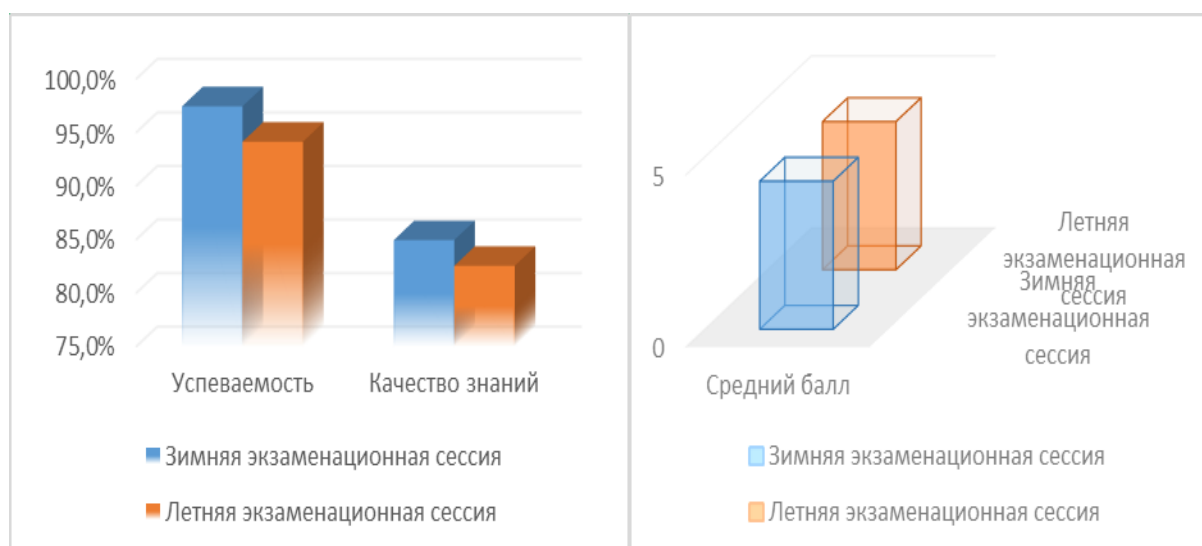 100,0%
95,0%
90,0%
85,0%
80,0%
75,0%
Успеваемость
Качество знаний
Зимняя экзаменационная сессия
Летняя экзаменационная сессия
5
0
Летняя
экзаменационная
сессия
Зимняя
экзаменационная
сессия
Средний балл
Зимняя экзаменационная сессия
Летняя экзаменационная сессия